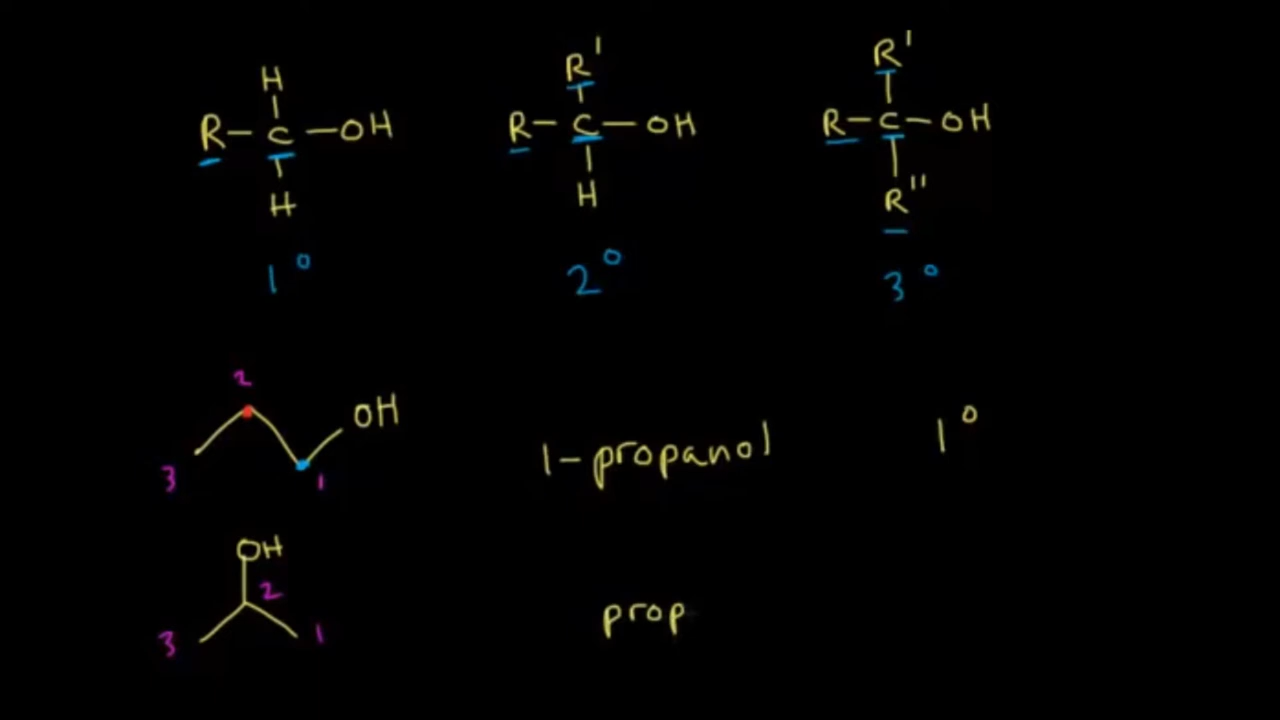 H R' R'
R-C-OH R-C-OH R-C-OH
H H R"
1° 2° 3°
2 OH
3 1 1-propanol 1°
OH
2
3 1 prop